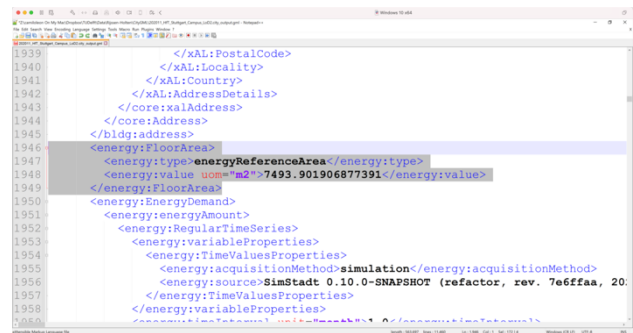 Windows 10 x64
1939 </xAL:PostalCode>
1940 </xAL:Locality>
1941 </xAL:Country>
1942 </xAL:AddressDetails>
1943 </core:xalAddress>
1944 </core:Address>
1945 </bldg:address>
1946 <energy:FloorArea>
1947 <energy:type>energyReferenceArea</energy:type>
1948 <energy:value uom="m2">7493.901906877391</energy:value>
1949 </energy:FloorArea>
1950 <energy:EnergyDemand>
1951 <energy:energyAmount>
1952 <energy:RegularTimeSeries>
1953 <energy:variableProperties>
1954 <energy:TimeValuesProperties>
1955 <energy:acquisitionMethod>simulation</energy:acquisitionMethod>
1956 <energy:source>SimStadt 0.10.0-SNAPSHOT (refactor, rev. 7e6ffaa, 20
1957 </energy:TimeValuesProperties>
1958 </energy:variableProperties>